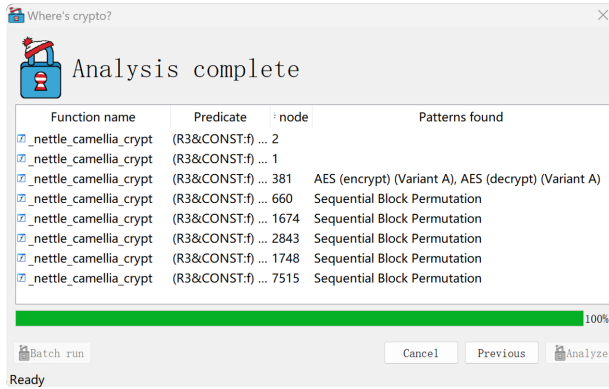 Where's crypto?
Analysis complete
Function name Predicate node Patterns found
_nettle_camellia_crypt (R3&CONST:f) ... 2
_nettle_camellia_crypt (R3&CONST:f) ... 1
_nettle_camellia_crypt (R3&CONST:f) ... 381 AES (encrypt) (Variant A), AES (decrypt) (Variant A)
_nettle_camellia_crypt (R3&CONST:f) ... 660 Sequential Block Permutation
_nettle_camellia_crypt (R3&CONST:f) ... 1674 Sequential Block Permutation
_nettle_camellia_crypt (R3&CONST:f) ... 2843 Sequential Block Permutation
_nettle_camellia_crypt (R3&CONST:f) ... 1748 Sequential Block Permutation
_nettle_camellia_crypt (R3&CONST:f) ... 7515 Sequential Block Permutation
100%
Batch run Cancel Previous Analyze
Ready